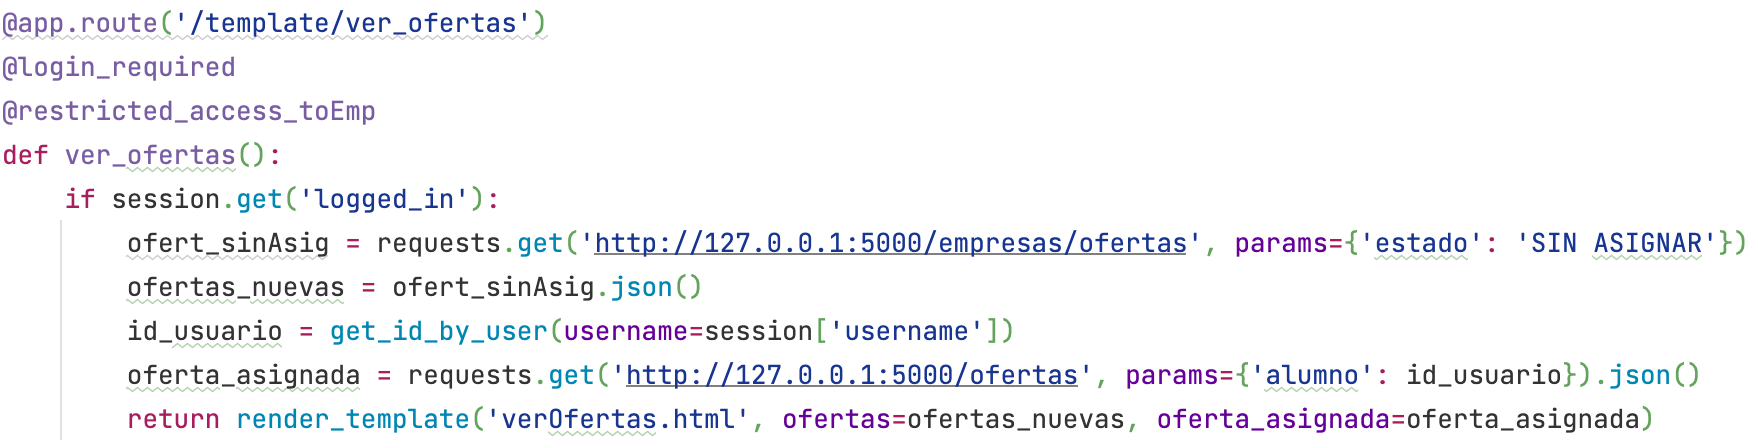 @app.route('/template/ver_ofertas')
@login_required
@restricted_access_toEmp
def ver_ofertas():
    if session.get('logged_in'):
        ofert_sinAsig = requests.get('http://127.0.0.1:5000/empresas/ofertas', params={'estado': 'SIN ASIGNAR'})
        ofertas_nuevas = ofert_sinAsig.json()
        id_usuario = get_id_by_user(username=session['username'])
        oferta_asignada = requests.get('http://127.0.0.1:5000/ofertas', params={'alumno': id_usuario}).json()
        return render_template('verOfertas.html', ofertas=ofertas_nuevas, oferta_asignada=oferta_asignada)